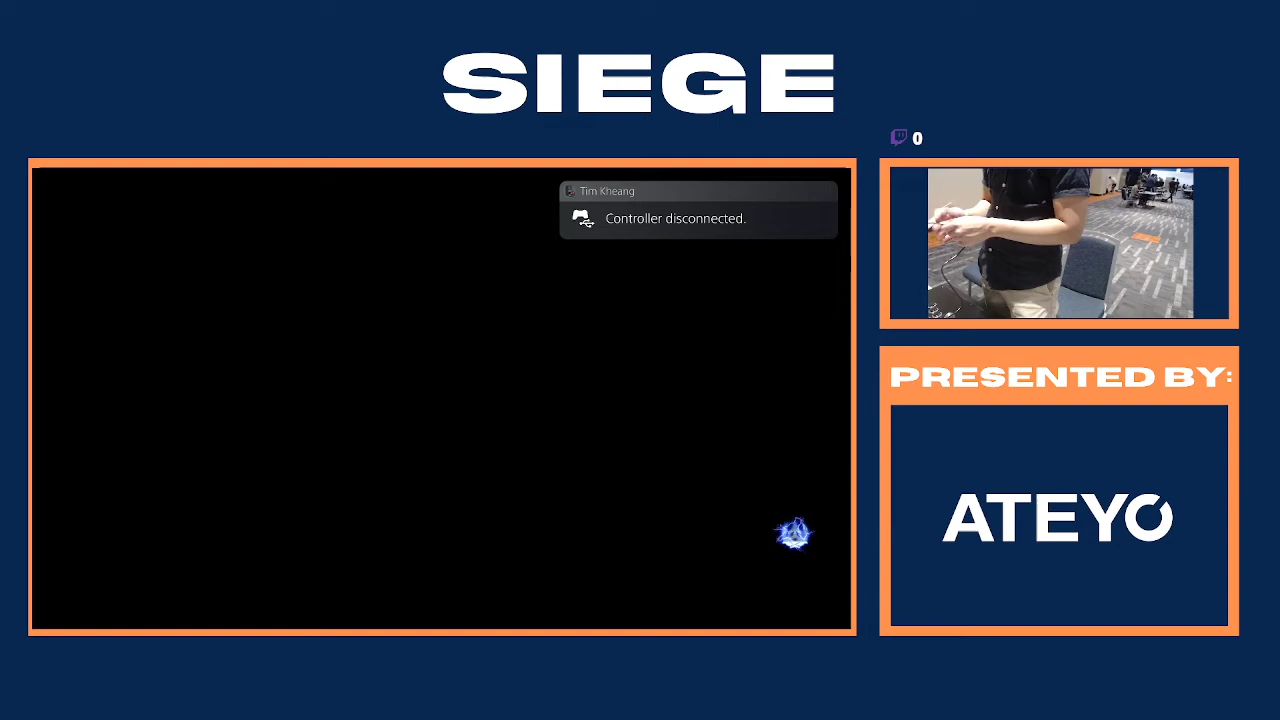 SIEGE
0
Tim Kheang
Controller disconnected.
PRESENTED BY:
ATEYO